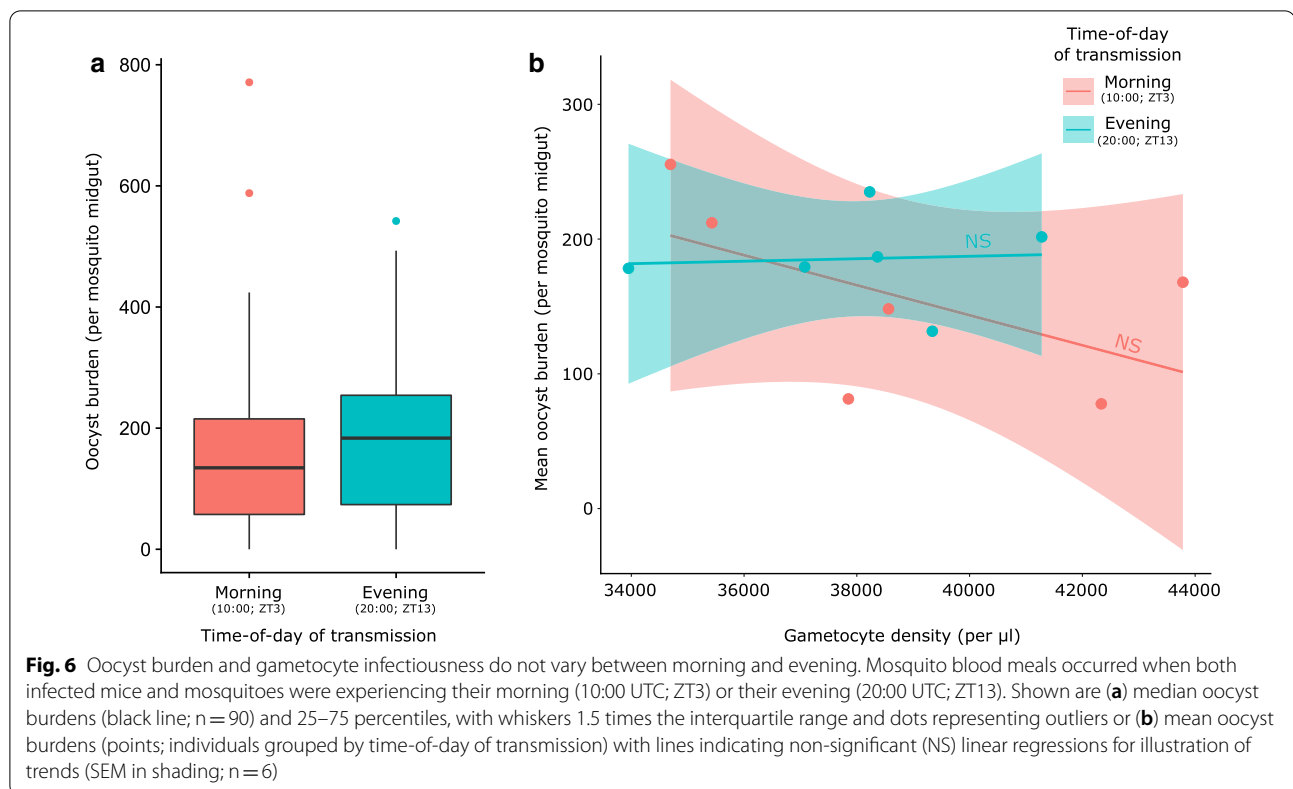 a
800
600
400
200
0
Oocyst burden (per mosquito midgut)
Morning
(10:00; ZT3)
Evening
(20:00; ZT13)
Time-of-day of transmission
b
300
200
100
0
Mean oocyst burden (per mosquito midgut)
Time-of-day
of transmission
Morning
(10:00; ZT3)
Evening
(20:00; ZT13)
NS
NS
34000
36000
38000
40000
42000
44000
Gametocyte density (per µl)
Fig. 6 Oocyst burden and gametocyte infectiousness do not vary between morning and evening. Mosquito blood meals occurred when both
infected mice and mosquitoes were experiencing their morning (10:00 UTC; ZT3) or their evening (20:00 UTC; ZT13). Shown are (a) median oocyst
burdens (black line; n = 90) and 25–75 percentiles, with whiskers 1.5 times the interquartile range and dots representing outliers or (b) mean oocyst
burdens (points; individuals grouped by time-of-day of transmission) with lines indicating non-significant (NS) linear regressions for illustration of
trends (SEM in shading; n = 6)